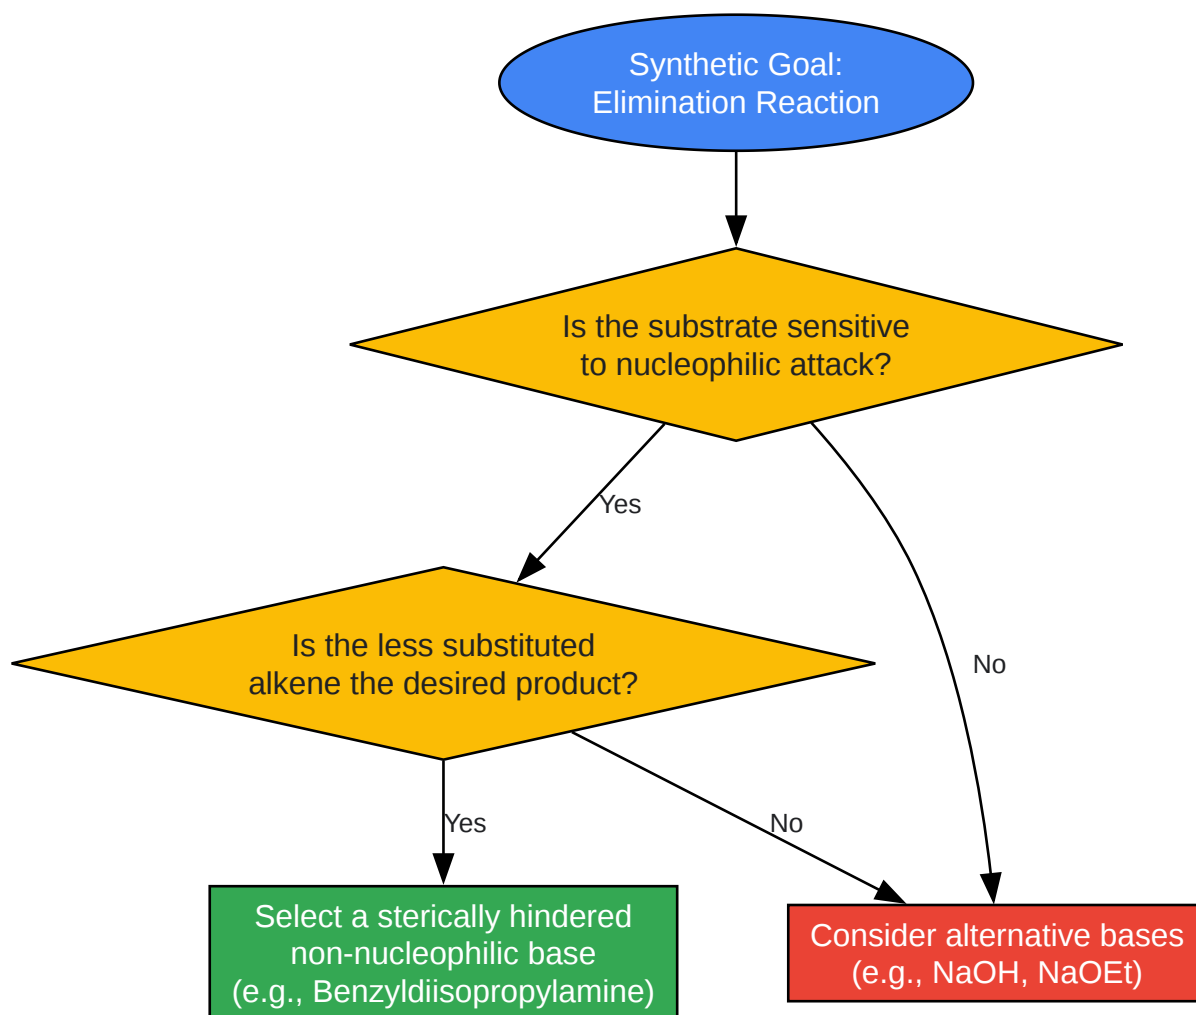 Synthetic Goal:
Elimination Reaction
Is the substrate sensitive
to nucleophilic attack?
Yes
No
Is the less substituted
alkene the desired product?
Yes
No
Select a sterically hindered
non-nucleophilic base
(e.g., Benzyldiisopropylamine)
Consider alternative bases
(e.g., NaOH, NaOEt)